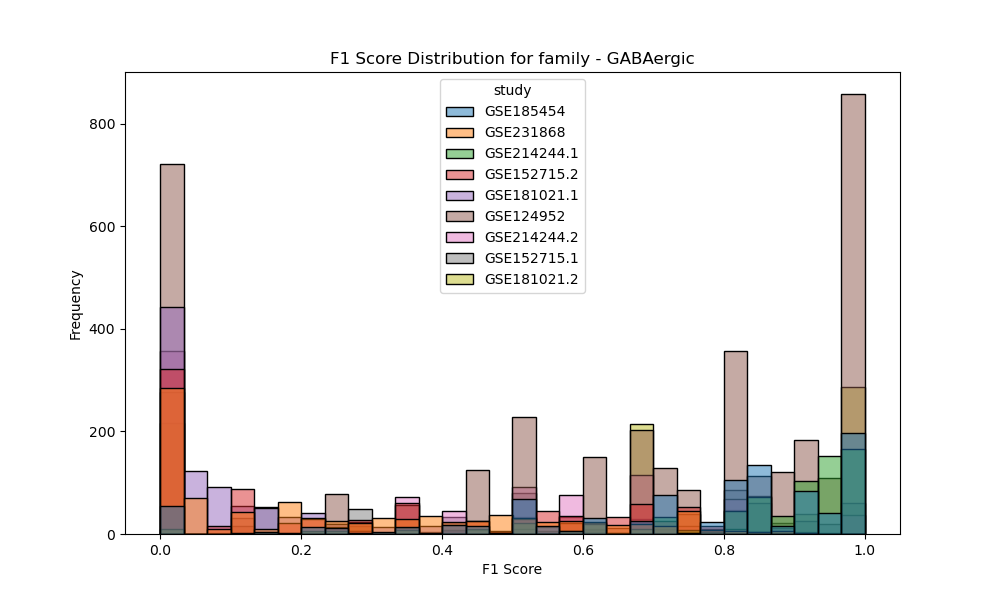 F1 Score Distribution for family - GABAergic
study
GSE185454
GSE231868
GSE214244.1
GSE152715.2
GSE181021.1
GSE124952
GSE214244.2
GSE152715.1
GSE181021.2
Frequency
800
600
400
200
0
0.0 0.2 0.4 0.6 0.8 1.0
F1 Score